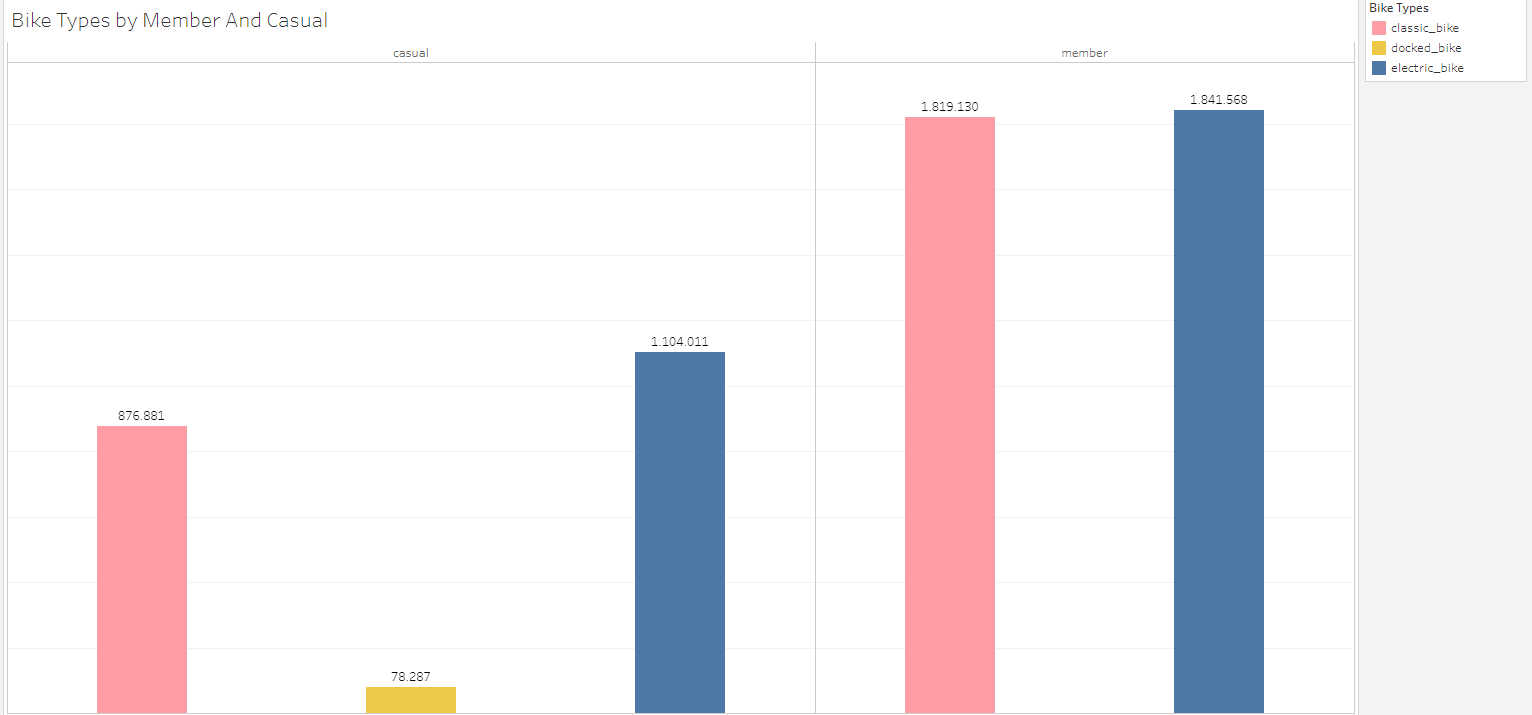 Bike Types by Member And Casual
casual
member
876.881
78.287
1.104.011
1.819.130
1.841.568
Bike Types
classic_bike
docked_bike
electric_bike